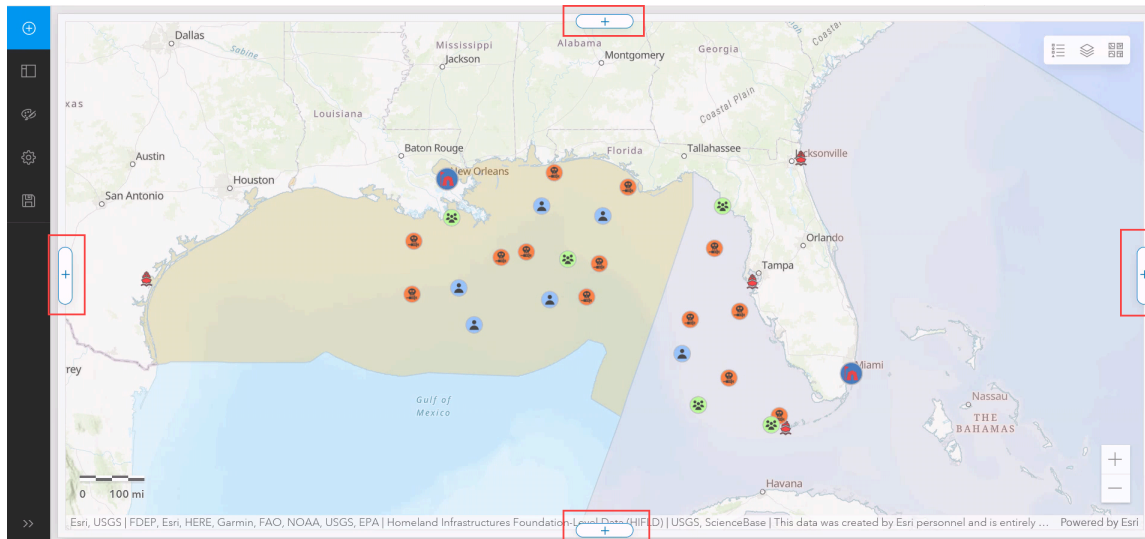 Dallas
Sabine
Mississippi
Jackson
Alabama
Montgomery
Georgia
Coastal
Coastal Plain
xas
Louisiana
Austin
Baton Rouge
Florida
Tallahassee
New Orleans
Houston
San Antonio
Orlando
Tampa
rrey
Gulf of
Mexico
Miami
Nassau
THE
BAHAMAS
Havana
0 100 mi
Esri, USGS | FDEP, Esri, HERE, Garmin, FAO, NOAA, USGS, EPA | Homeland Infrastructures Foundation-Level Data (HIFLD) | USGS, ScienceBase | This data was created by Esri personnel and is entirely ... Powered by Esri